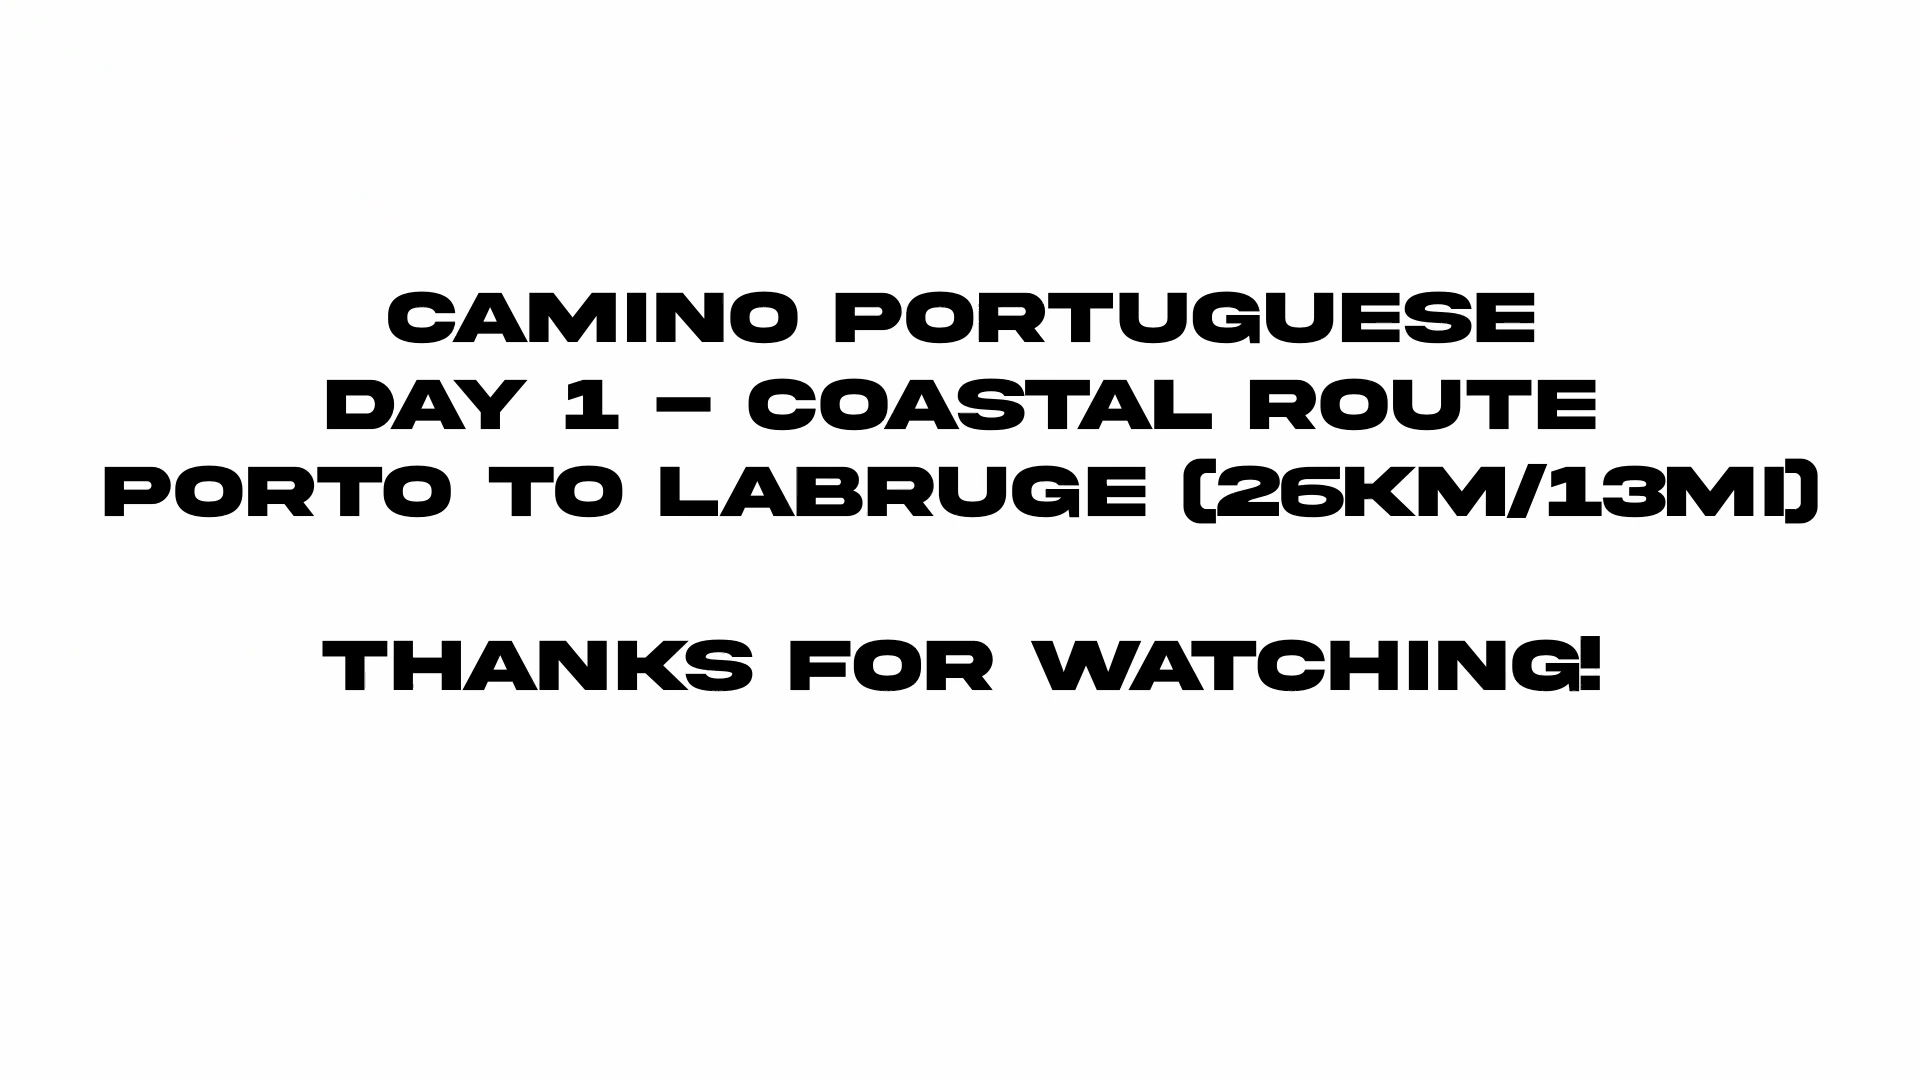 CAMINO PORTUGUESE
DAY 1 - COASTAL ROUTE
PORTO TO LABRUGE (26KM/13MI)
THANKS FOR WATCHING!